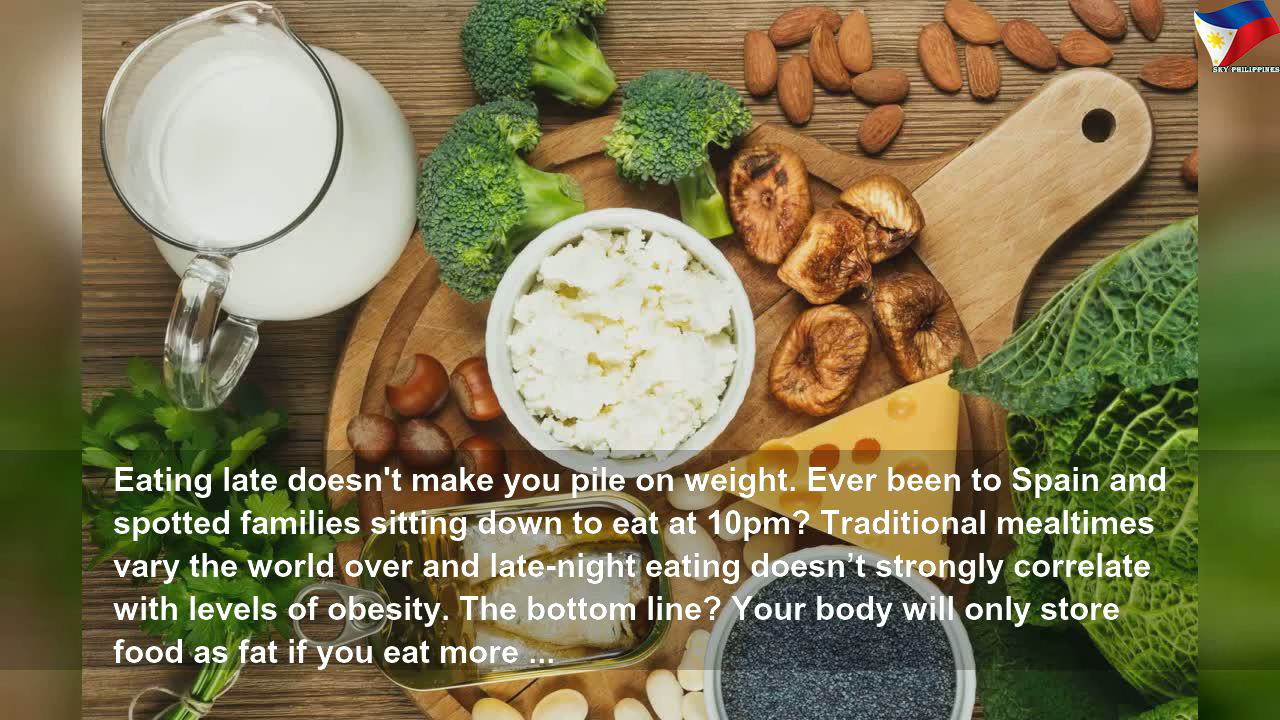 SKY PHILIPPINES
Eating late doesn't make you pile on weight. Ever been to Spain and
spotted families sitting down to eat at 10pm? Traditional mealtimes
vary the world over and late-night eating doesn’t strongly correlate
with levels of obesity. The bottom line? Your body will only store
food as fat if you eat more ...